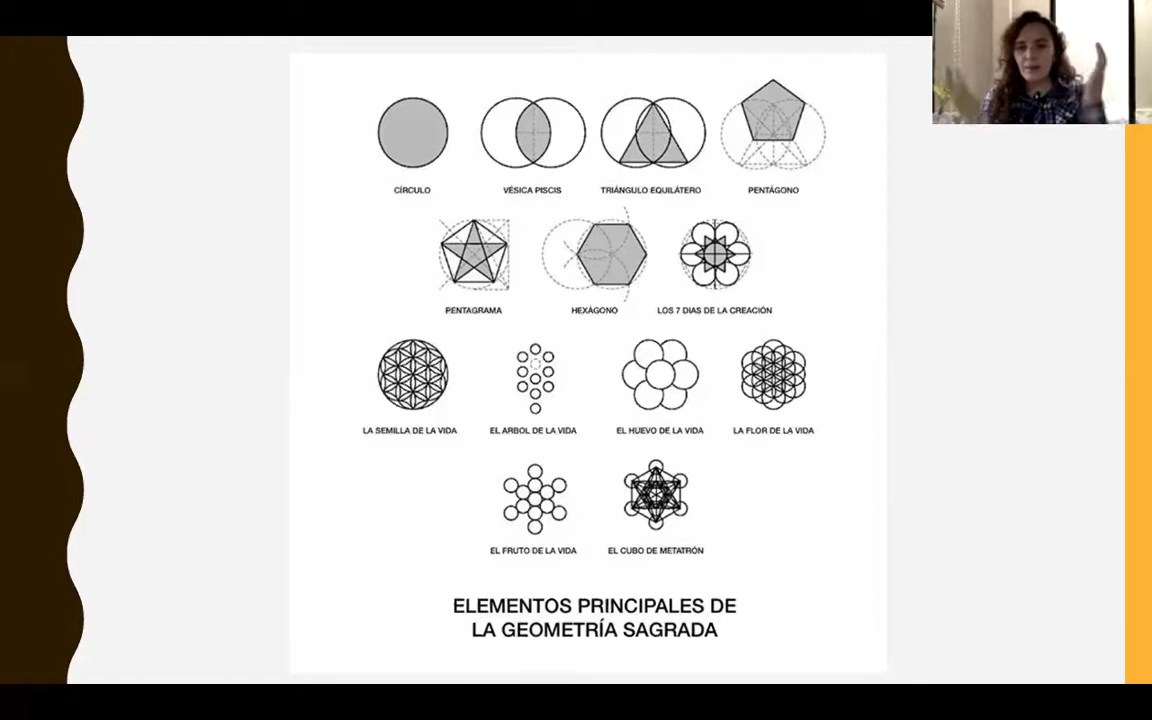 CÍRCULO
VÉSICA PISCIS
TRIÁNGULO EQUILÁTERO
PENTÁGONO
PENTAGRAMA
HEXÁGONO
LOS 7 DIAS DE LA CREACIÓN
LA SEMILLA DE LA VIDA
EL ARBOL DE LA VIDA
EL HUEVO DE LA VIDA
LA FLOR DE LA VIDA
EL FRUTO DE LA VIDA
EL CUBO DE METATRÓN
ELEMENTOS PRINCIPALES DE
LA GEOMETRÍA SAGRADA